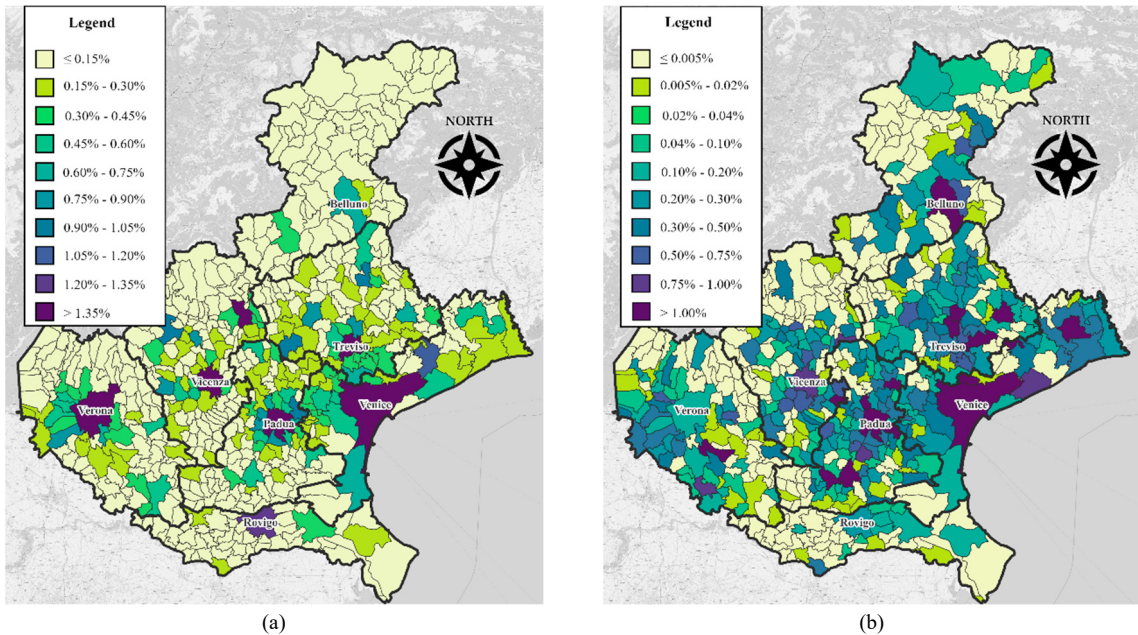 Legend
≤ 0.15%
0.15% - 0.30%
0.30% - 0.45%
0.45% - 0.60%
0.60% - 0.75%
0.75% - 0.90%
0.90% - 1.05%
1.05% - 1.20%
1.20% - 1.35%
> 1.35%
NORTH
Belluno
Treviso
Vicenza
Verona
Venice
Padua
Rovigo
(a)
Legend
≤ 0.005%
0.005% - 0.02%
0.02% - 0.04%
0.04% - 0.10%
0.10% - 0.20%
0.20% - 0.30%
0.30% - 0.50%
0.50% - 0.75%
0.75% - 1.00%
> 1.00%
NORTH
Belluno
Treviso
Vicenza
Verona
Venice
Padua
Rovigo
(b)